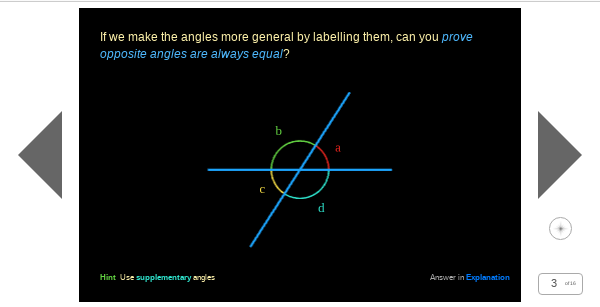 If we make the angles more general by labelling them, can you prove
opposite angles are always equal?
b
a
c
d
Hint Use supplementary angles
Answer in Explanation
3 of 16